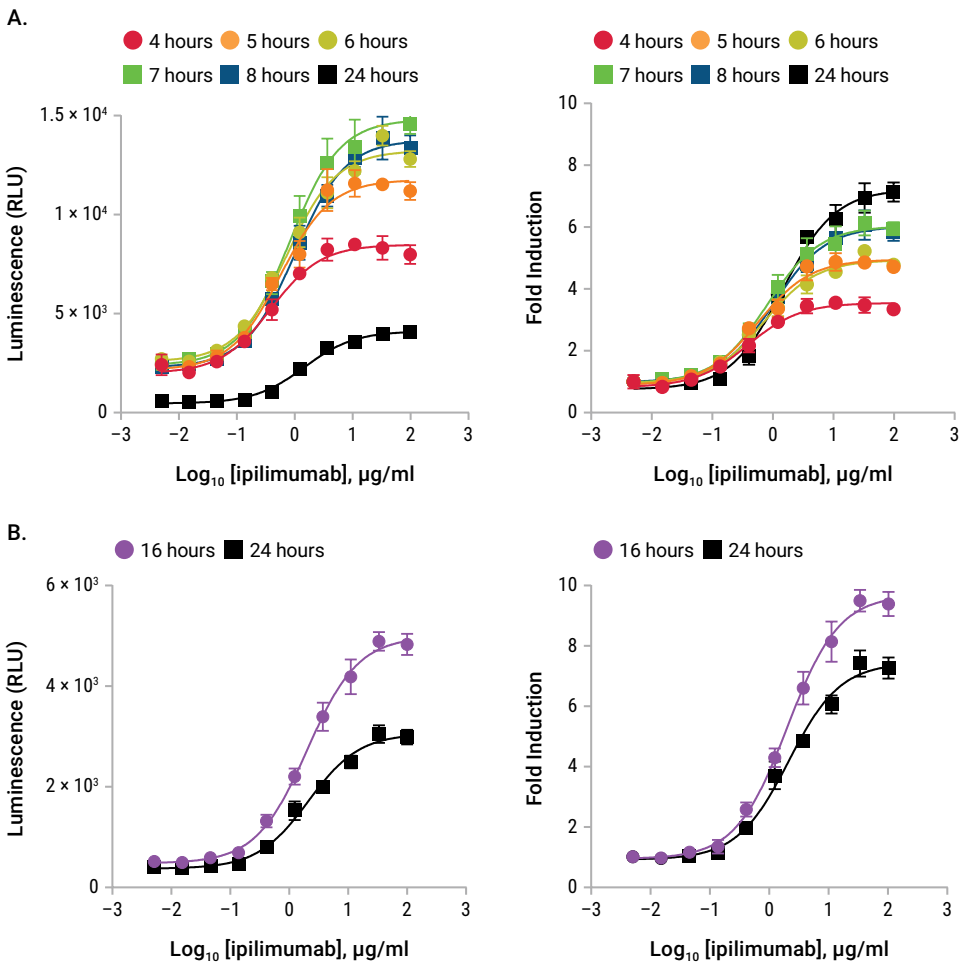 A.
4 hours 5 hours 6 hours
7 hours 8 hours 24 hours
Luminescence (RLU)
1.5 × 10⁴
1 × 10⁴
5 × 10³
0
−3 −2 −1 0 1 2 3
Log₁₀ [ipilimumab], µg/ml
4 hours 5 hours 6 hours
7 hours 8 hours 24 hours
Fold Induction
10
8
6
4
2
0
−3 −2 −1 0 1 2 3
Log₁₀ [ipilimumab], µg/ml
B.
16 hours 24 hours
Luminescence (RLU)
6 × 10³
4 × 10³
2 × 10³
0
−3 −2 −1 0 1 2 3
Log₁₀ [ipilimumab], µg/ml
16 hours 24 hours
Fold Induction
10
8
6
4
2
0
−3 −2 −1 0 1 2 3
Log₁₀ [ipilimumab], µg/ml